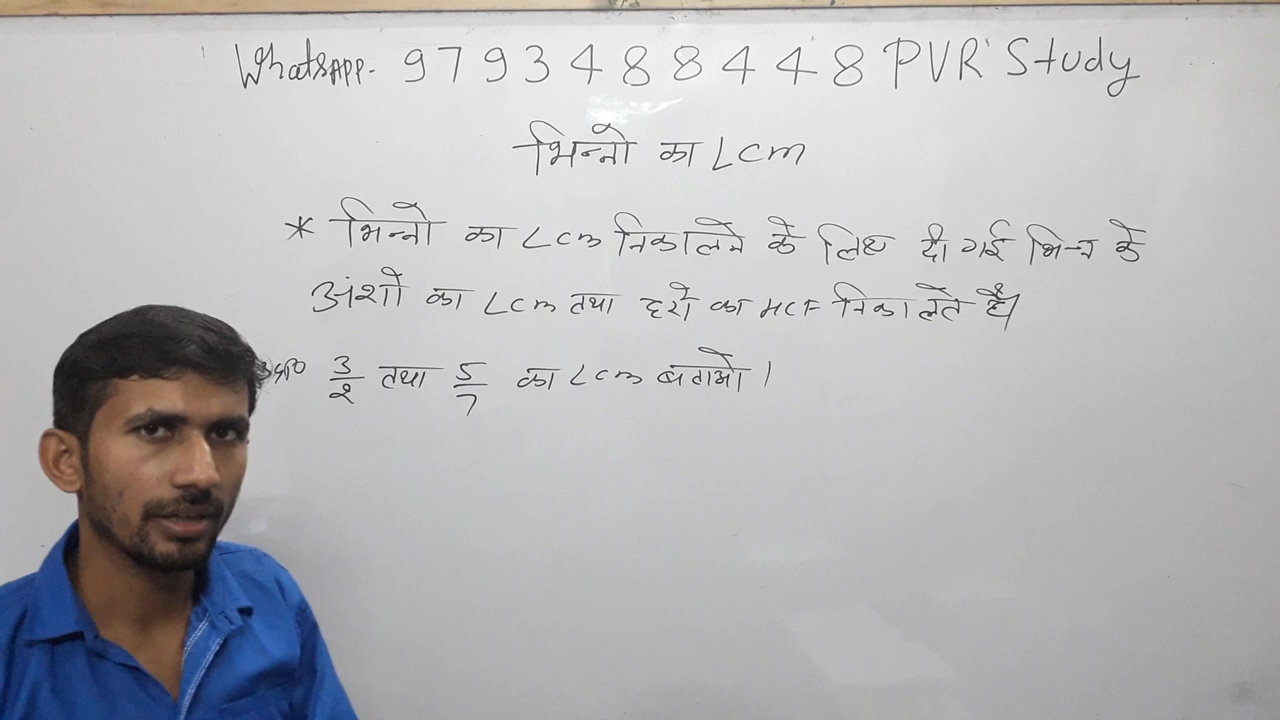 WhatsAPP- 9793488448 PVR Study
भिन्नो का Lcm
* भिन्नो का Lcm निकालने के लिए दी गई भिन्न के
अंशो का Lcm तथा हरो का HCF निकालते है।
3/2 तथा 5/7 का Lcm बताओ ।